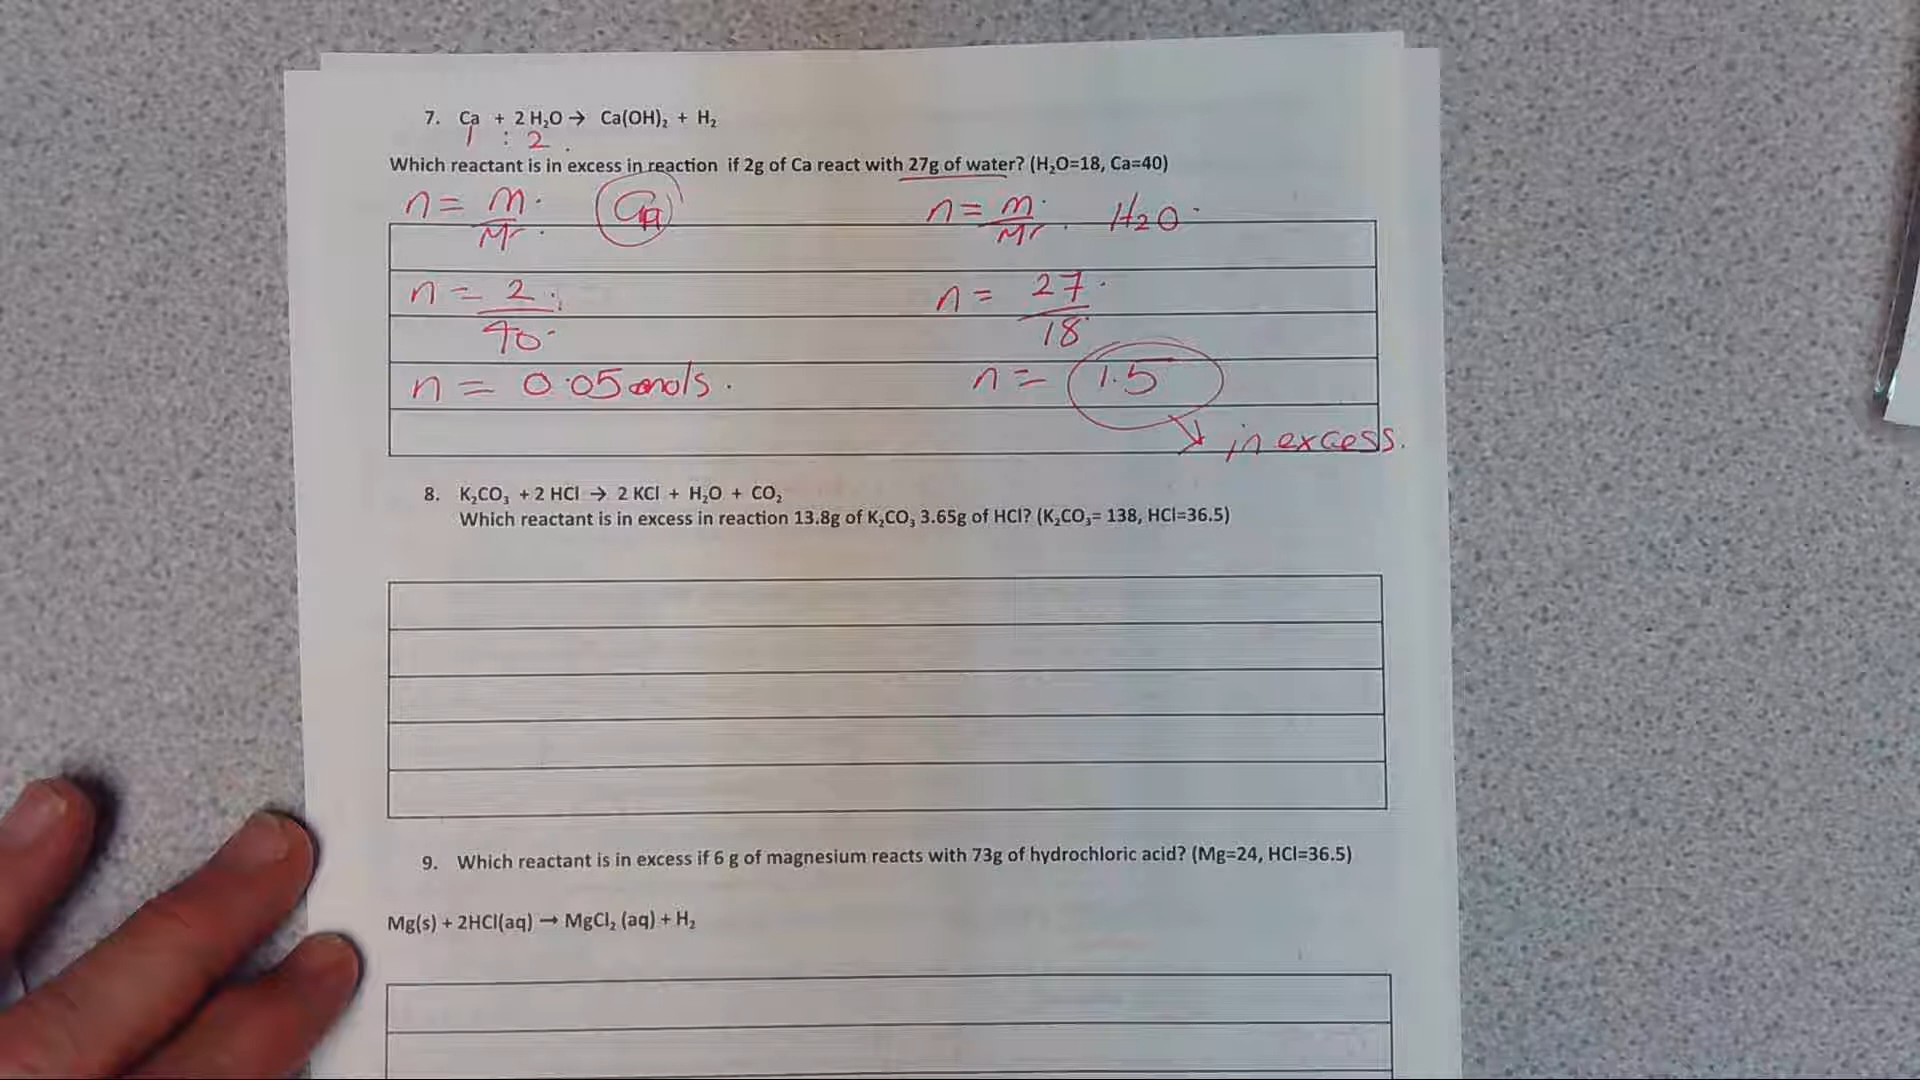 7. Ca + 2 H₂O → Ca(OH)₂ + H₂
1 : 2 .
Which reactant is in excess in reaction if 2g of Ca react with 27g of water? (H₂O=18, Ca=40)
n = m/Mr . Ca
n = m/Mr . H₂O
n = 2/40
n = 27/18
n = 0.05 mols.
n = 1.5
in excess.
8. K₂CO₃ + 2 HCl → 2 KCl + H₂O + CO₂
Which reactant is in excess in reaction 13.8g of K₂CO₃ 3.65g of HCl? (K₂CO₃= 138, HCl=36.5)
9. Which reactant is in excess if 6 g of magnesium reacts with 73g of hydrochloric acid? (Mg=24, HCl=36.5)
Mg(s) + 2HCl(aq) → MgCl₂ (aq) + H₂